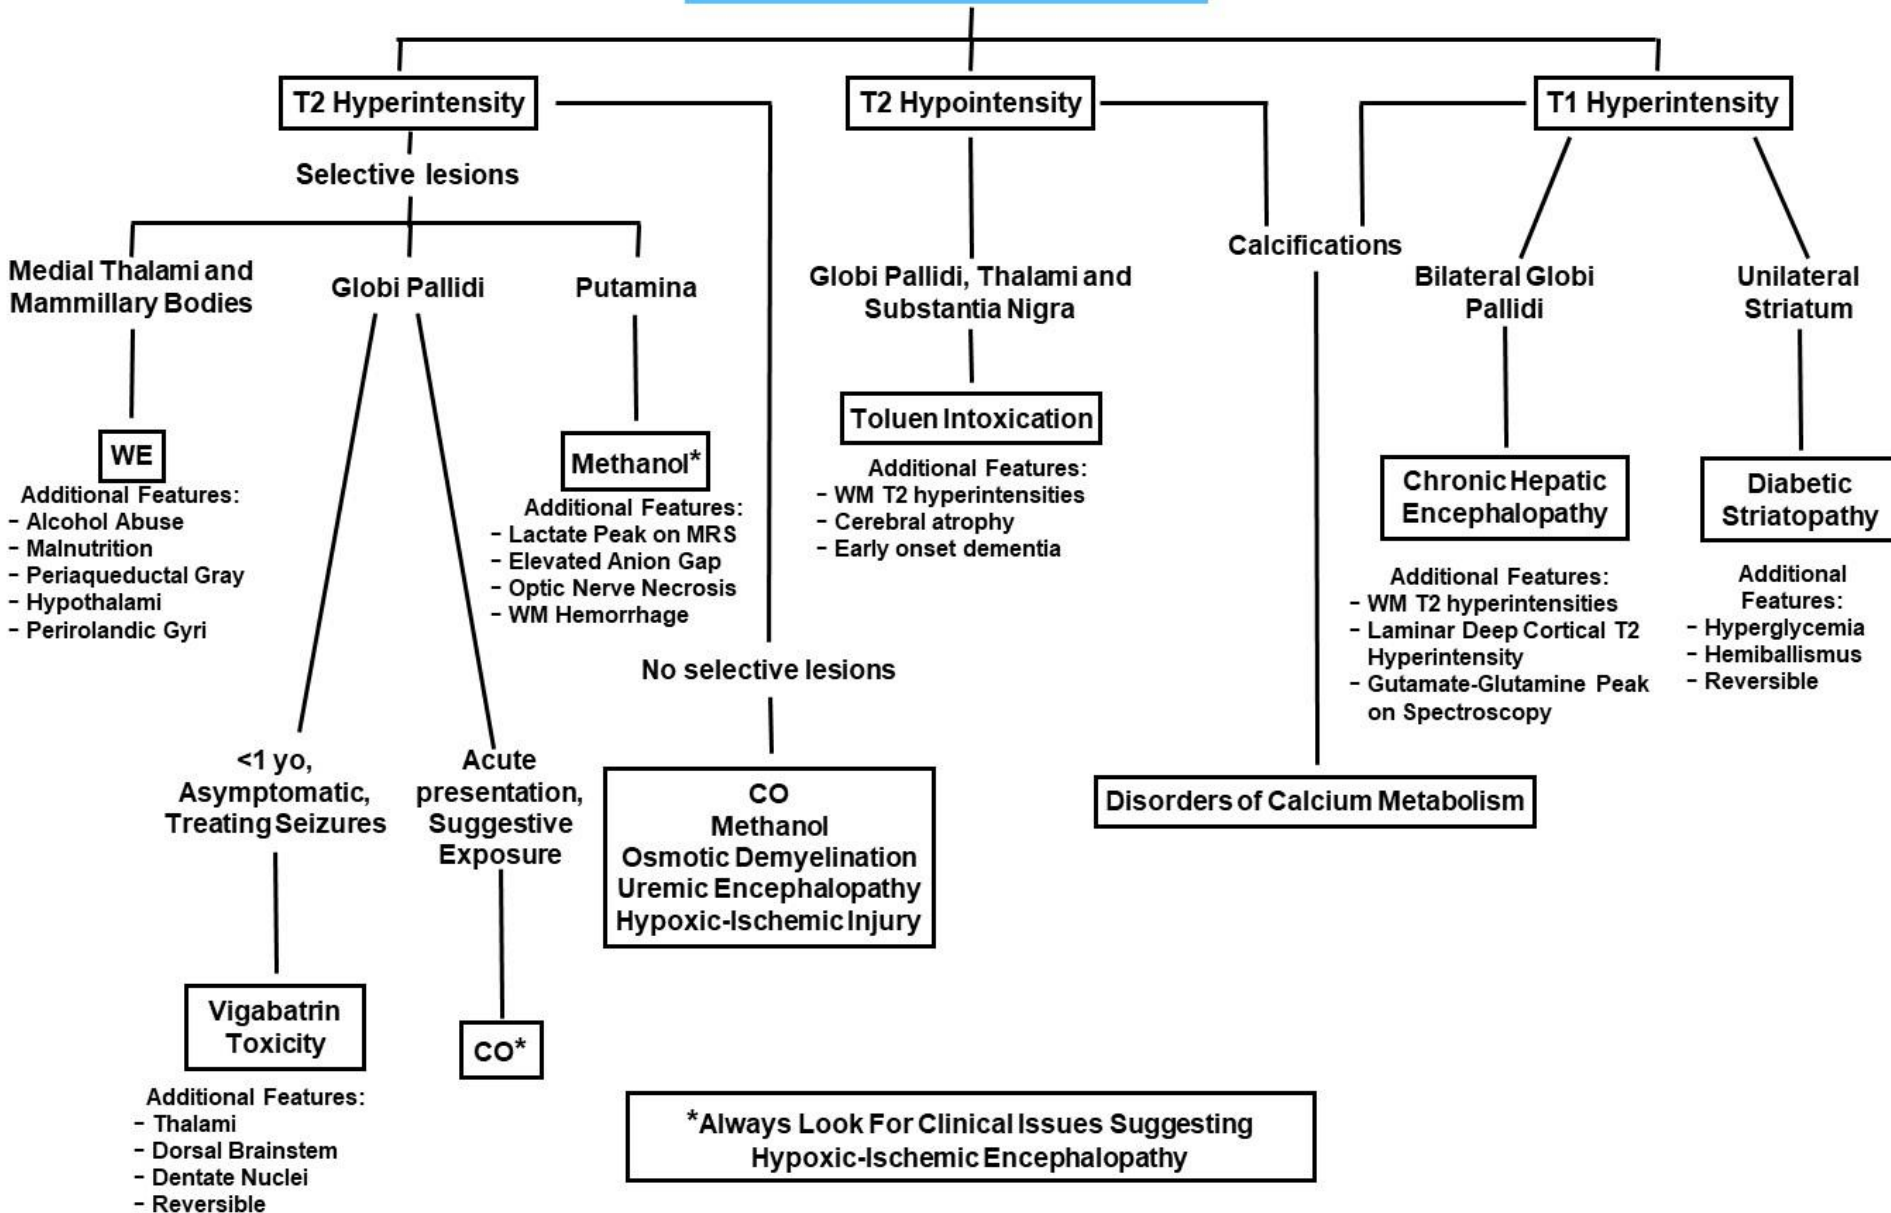 T2 Hyperintensity
T2 Hypointensity
T1 Hyperintensity
Selective lesions
Calcifications
Medial Thalami and
Mammillary Bodies
Globi Pallidi
Putamina
Globi Pallidi, Thalami and
Substantia Nigra
Bilateral Globi
Pallidi
Unilateral
Striatum
WE
Additional Features:
- Alcohol Abuse
- Malnutrition
- Periaqueductal Gray
- Hypothalami
- Perirolandic Gyri
Methanol*
Additional Features:
- Lactate Peak on MRS
- Elevated Anion Gap
- Optic Nerve Necrosis
- WM Hemorrhage
Toluen Intoxication
Additional Features:
- WM T2 hyperintensities
- Cerebral atrophy
- Early onset dementia
Chronic Hepatic
Encephalopathy
Additional Features:
- WM T2 hyperintensities
- Laminar Deep Cortical T2
Hyperintensity
- Gutamate-Glutamine Peak
on Spectroscopy
Diabetic
Striatopathy
Additional
Features:
- Hyperglycemia
- Hemiballismus
- Reversible
No selective lesions
<1 yo,
Asymptomatic,
Treating Seizures
Acute
presentation,
Suggestive
Exposure
CO
Methanol
Osmotic Demyelination
Uremic Encephalopathy
Hypoxic-Ischemic Injury
Disorders of Calcium Metabolism
Vigabatrin
Toxicity
Additional Features:
- Thalami
- Dorsal Brainstem
- Dentate Nuclei
- Reversible
CO*
*Always Look For Clinical Issues Suggesting
Hypoxic-Ischemic Encephalopathy